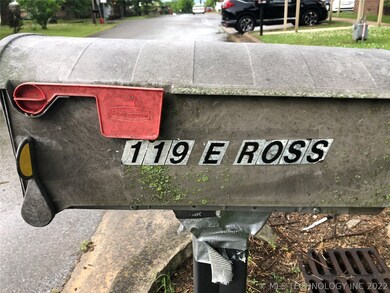 119 E ROSS
© MLS TECHNOLOGY INC 2022